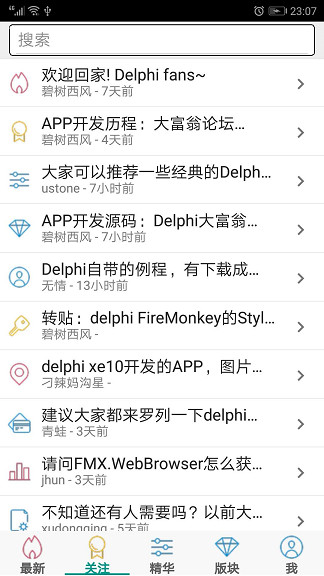 23:07
搜索
欢迎回家! Delphi fans~
碧树西风 - 7天前
APP开发历程：大富翁论坛…
碧树西风 - 4天前
大家可以推荐一些经典的Delph…
ustone - 7小时前
APP开发源码：Delphi大富翁…
碧树西风 - 7小时前
Delphi自带的例程，有下载成…
无情 - 13小时前
转贴：delphi FireMonkey的Styl…
碧树西风 -
delphi xe10开发的APP，图片…
刁辣妈沟星 -
建议大家都来罗列一下delphi…
青蛙 - 3天前
请问FMX.WebBrowser怎么获…
jhun - 3天前
不知道还有人需要吗？以前大…
xudongqing - 5天前
最新 关注 精华 版块 我